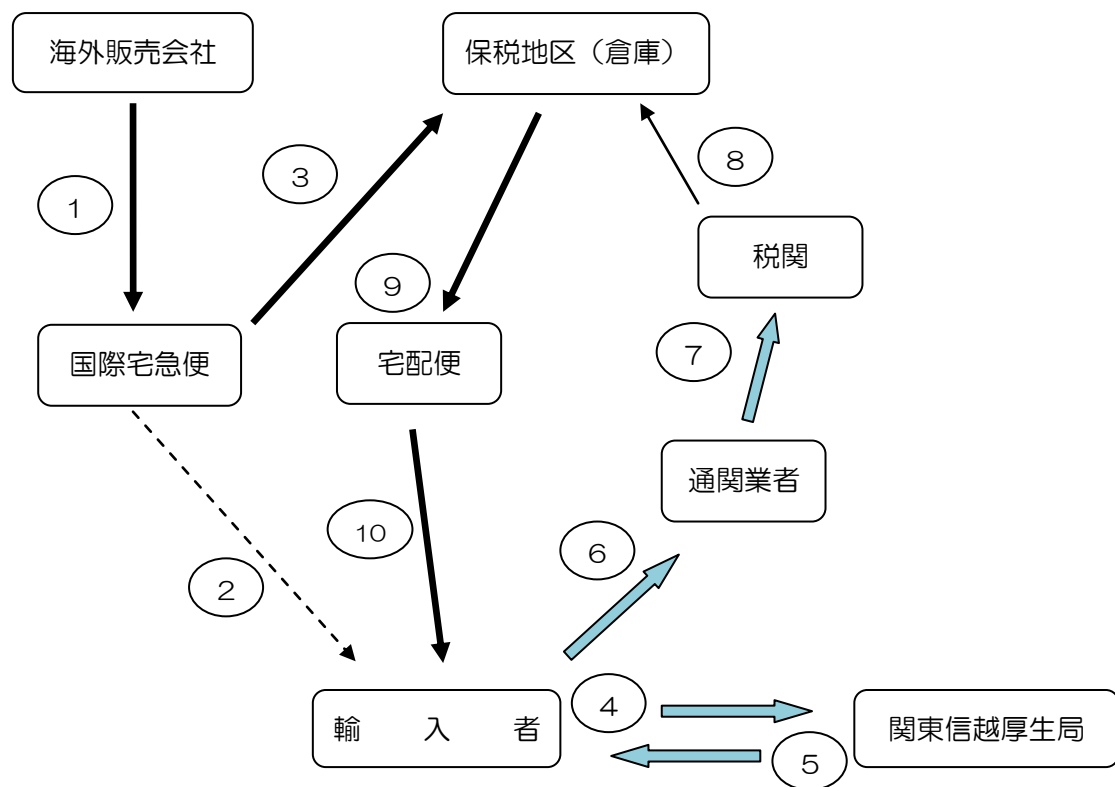 海外販売会社
保税地区（倉庫）
8
3
1
税関
9
7
国際宅急便
宅配便
通関業者
10
6
2
4
輸　入　者
関東信越厚生局
5